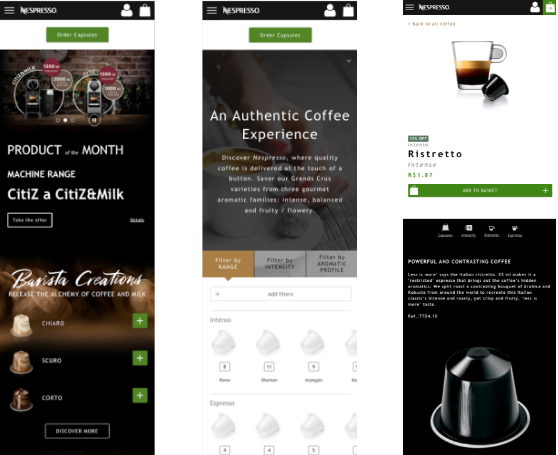 NESPRESSO.
Order Capsules
CITIZ&MILK
CITIZ
PRODUCT of the MONTH
MACHINE RANGE
CitiZ a CitiZ&Milk
Take the offer
Details
Barista Creations
RELEASE THE ALCHEMY OF COFFEE AND MILK
CHIARO
SCURO
CORTO
DISCOVER MORE
NESPRESSO.
Order Capsules
An Authentic Coffee
Experience
Discover Nespresso, where quality
coffee is delivered at the touch of a
button. Savor out Grands Crus
varieties from three gourmet
aromatic families: intense, balanced
and fruity / flowery.
Filter by
RANGE
Filter by
INTENSITY
Filter by
AROMATIC
PROFILE
+ Add filters
Intenso
8 11 9
Roma Dharkan Arpeggio
Espresso
4 4 5
NESPRESSO.
< Back to all coffee
Intenso
Ristretto
Intense
R$1.87
ADD TO BASKET +
Capsules Intensity Ristretto Espresso
POWERFUL AND CONTRASTING COFFEE
Less is more' says the Italian ristretto. 25 ml makes it a
'restricted' espresso that brings out the coffee's hidden
aromatics. We split roast a contrasting bouquet of Arabica and
Robusta from around the world to recreate this Italian
classic's intense and toasty, yet crisp and fruity, 'less is
more' taste.
Ref.:7704.10